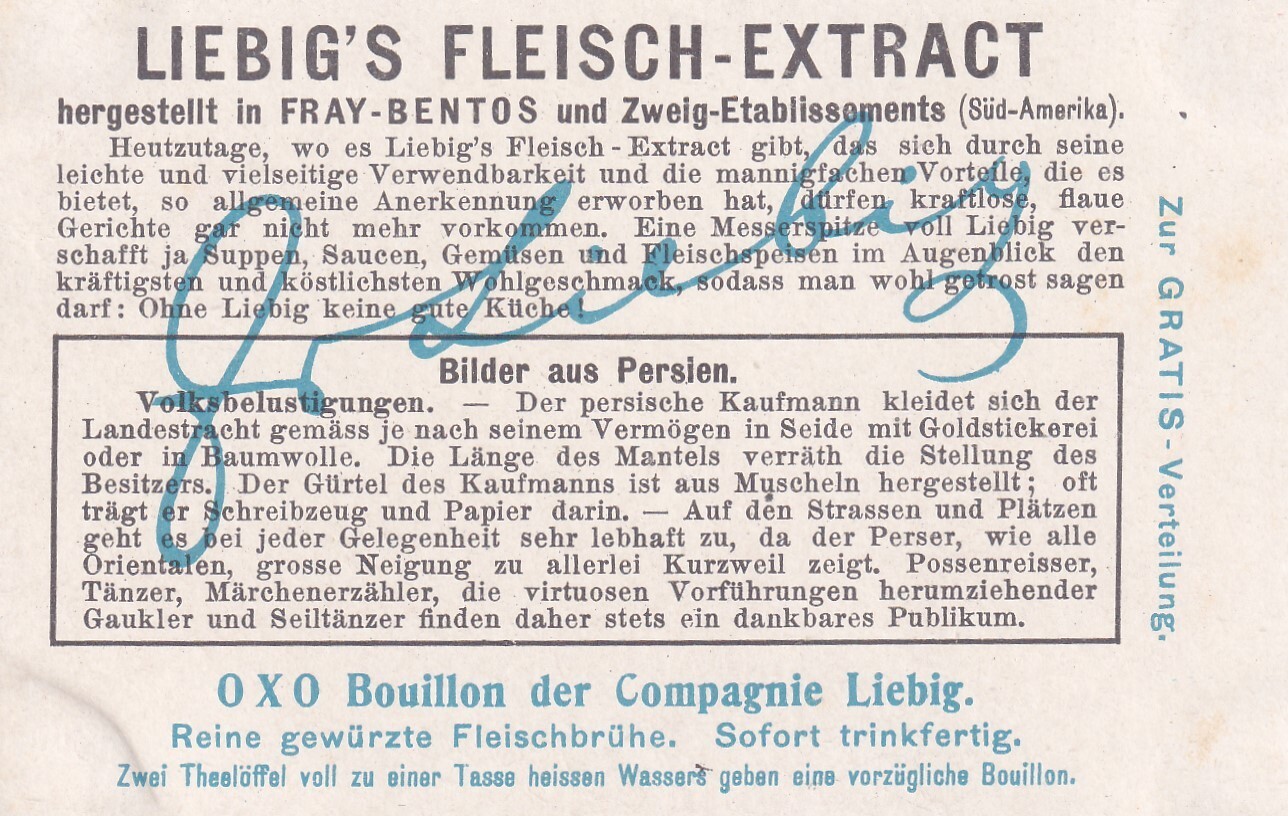 LIEBIG'S FLEISCH-EXTRACT
hergestellt in FRAY-BENTOS und Zweig-Etablissements (Süd-Amerika).
Heutzutage, wo es Liebig's Fleisch-Extract gibt, das sich durch seine
leichte und vielseitige Verwendbarkeit und die mannigfachen Vorteile, die es
bietet, so allgemeine Anerkennung erworben hat, dürfen kraftlose, flaue
Gerichte gar nicht mehr vorkommen. Eine Messerspitze voll Liebig ver-
schafft ja Suppen, Saucen, Gemüsen und Fleischspeisen im Augenblick den
kräftigsten und köstlichsten Wohlgeschmack, sodass man wohl getrost sagen
darf: Ohne Liebig keine gute Küche!
J. v. Liebig
Bilder aus Persien.
Volksbelustigungen. — Der persische Kaufmann kleidet sich der
Landestracht gemäss je nach seinem Vermögen in Seide mit Goldstickerei
oder in Baumwolle. Die Länge des Mantels verräth die Stellung des
Besitzers. Der Gürtel des Kaufmanns ist aus Muscheln hergestellt; oft
trägt er Schreibzeug und Papier darin. — Auf den Strassen und Plätzen
geht es bei jeder Gelegenheit sehr lebhaft zu, da der Perser, wie alle
Orientalen, grosse Neigung zu allerlei Kurzweil zeigt. Possenreisser,
Tänzer, Märchenerzähler, die virtuosen Vorführungen herumziehender
Gaukler und Seiltänzer finden daher stets ein dankbares Publikum.
OXO Bouillon der Compagnie Liebig.
Reine gewürzte Fleischbrühe. Sofort trinkfertig.
Zwei Theelöffel voll zu einer Tasse heissen Wassers geben eine vorzügliche Bouillon.
Zur GRATIS-Verteilung.